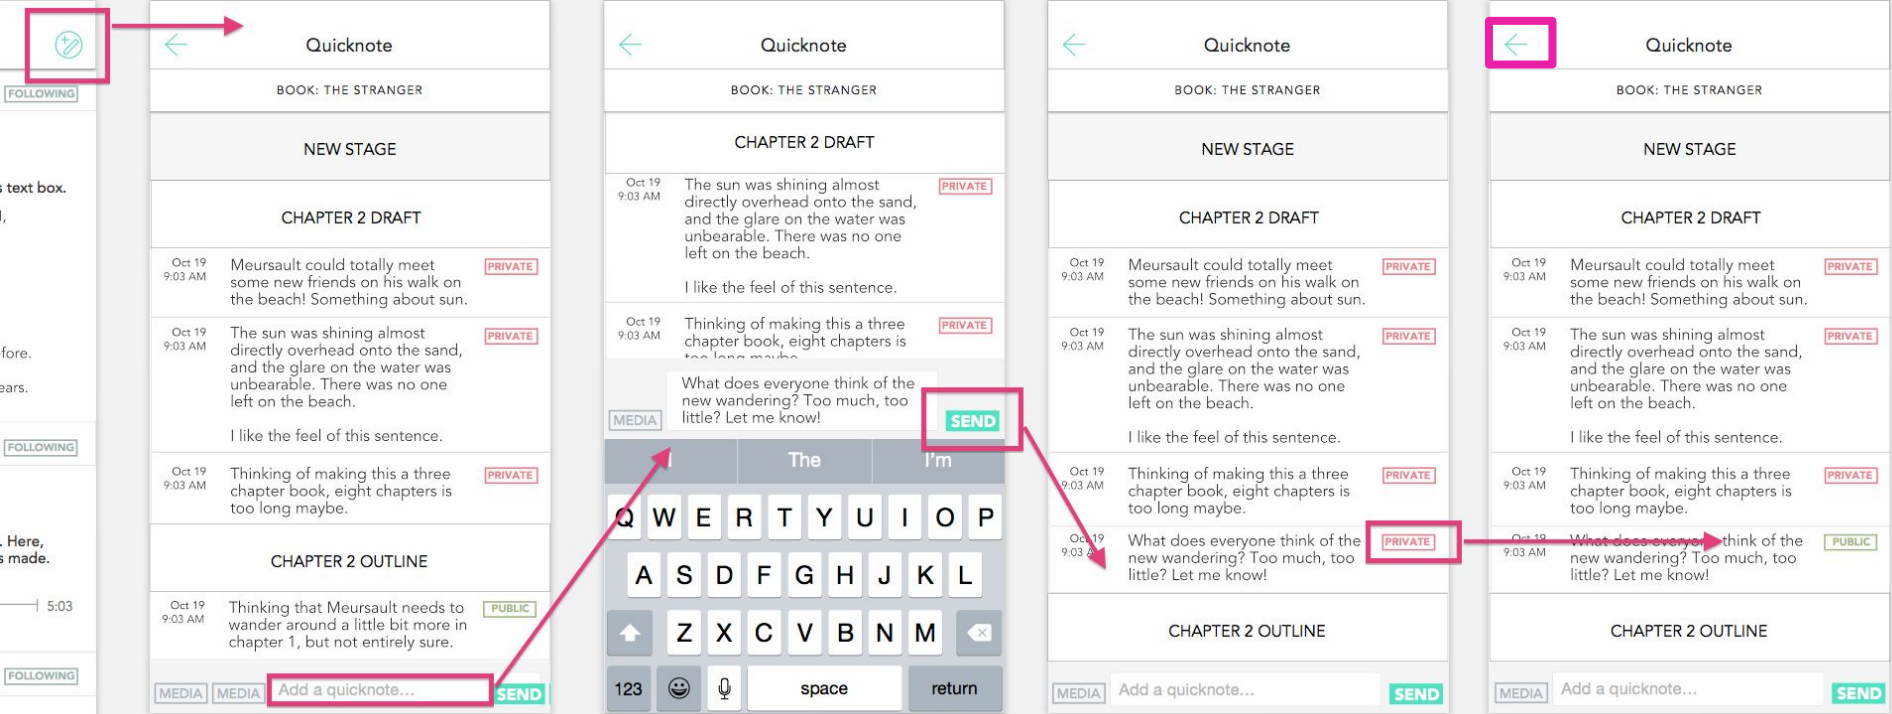 FOLLOWING
s text box.
fore.
ears.
FOLLOWING
. Here,
s made.
5:03
FOLLOWING
Quicknote
BOOK: THE STRANGER
NEW STAGE
CHAPTER 2 DRAFT
Oct 19
9:03 AM
Meursault could totally meet
some new friends on his walk on
the beach! Something about sun.
PRIVATE
Oct 19
9:03 AM
The sun was shining almost
directly overhead onto the sand,
and the glare on the water was
unbearable. There was no one
left on the beach.
I like the feel of this sentence.
PRIVATE
Oct 19
9:03 AM
Thinking of making this a three
chapter book, eight chapters is
too long maybe.
PRIVATE
CHAPTER 2 OUTLINE
Oct 19
9:03 AM
Thinking that Meursault needs to
wander around a little bit more in
chapter 1, but not entirely sure.
PUBLIC
MEDIA MEDIA Add a quicknote... SEND
Quicknote
BOOK: THE STRANGER
CHAPTER 2 DRAFT
Oct 19
9:03 AM
The sun was shining almost
directly overhead onto the sand,
and the glare on the water was
unbearable. There was no one
left on the beach.
I like the feel of this sentence.
PRIVATE
Oct 19
9:03 AM
Thinking of making this a three
chapter book, eight chapters is
too long maybe
PRIVATE
What does everyone think of the
new wandering? Too much, too
little? Let me know!
MEDIA SEND
I The I'm
Q W E R T Y U I O P
A S D F G H J K L
Z X C V B N M
123 space return
Quicknote
BOOK: THE STRANGER
NEW STAGE
CHAPTER 2 DRAFT
Oct 19
9:03 AM
Meursault could totally meet
some new friends on his walk on
the beach! Something about sun.
PRIVATE
Oct 19
9:03 AM
The sun was shining almost
directly overhead onto the sand,
and the glare on the water was
unbearable. There was no one
left on the beach.
I like the feel of this sentence.
PRIVATE
Oct 19
9:03 AM
Thinking of making this a three
chapter book, eight chapters is
too long maybe.
PRIVATE
Oct 19
9:03 AM
What does everyone think of the
new wandering? Too much, too
little? Let me know!
PRIVATE
CHAPTER 2 OUTLINE
MEDIA Add a quicknote... SEND
Quicknote
BOOK: THE STRANGER
NEW STAGE
CHAPTER 2 DRAFT
Oct 19
9:03 AM
Meursault could totally meet
some new friends on his walk on
the beach! Something about sun.
PRIVATE
Oct 19
9:03 AM
The sun was shining almost
directly overhead onto the sand,
and the glare on the water was
unbearable. There was no one
left on the beach.
I like the feel of this sentence.
PRIVATE
Oct 19
9:03 AM
Thinking of making this a three
chapter book, eight chapters is
too long maybe.
PRIVATE
Oct 19
9:03 AM
What does everyone think of the
new wandering? Too much, too
little? Let me know!
PUBLIC
CHAPTER 2 OUTLINE
MEDIA Add a quicknote... SEND